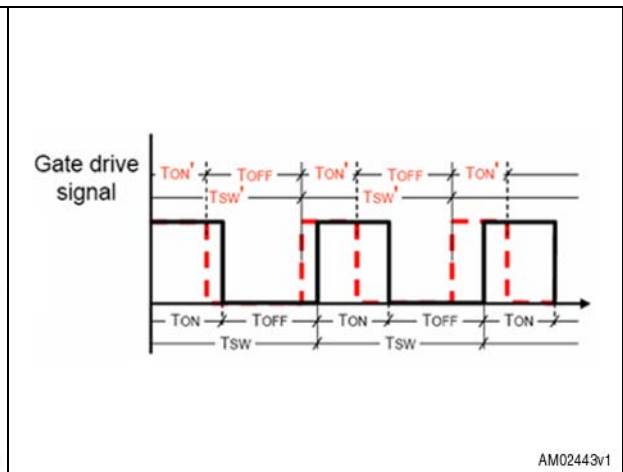 Gate drive
signal
TON' TOFF TON' TOFF TON'
TSW' TSW'
TON TOFF TON TOFF TON
TSW TSW
AM02443v1